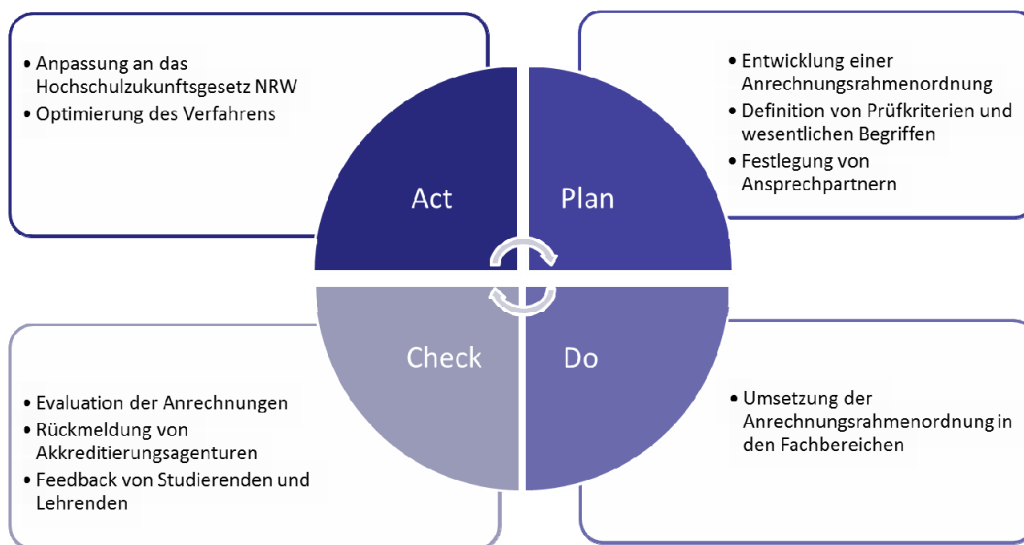 • Anpassung an das
Hochschulzukunftsgesetz NRW
• Optimierung des Verfahrens
Act
Plan
• Entwicklung einer
Anrechnungsrahmenordnung
• Definition von Prüfkriterien und
wesentlichen Begriffen
• Festlegung von
Ansprechpartnern
Check
• Evaluation der Anrechnungen
• Rückmeldung von
Akkreditierungsagenturen
• Feedback von Studierenden und
Lehrenden
Do
• Umsetzung der
Anrechnungsrahmenordnung in
den Fachbereichen